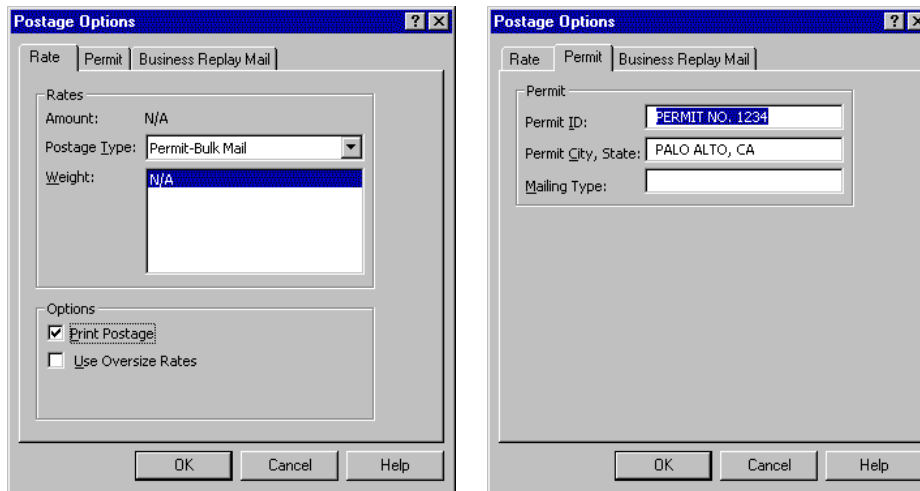 Postage Options
Rate Permit Business Replay Mail
Rates
Amount: N/A
Postage Type: Permit-Bulk Mail
Weight: N/A
Options
Print Postage
Use Oversize Rates
OK Cancel Help
Postage Options
Rate Permit Business Replay Mail
Permit
Permit ID: PERMIT NO. 1234
Permit City, State: PALO ALTO, CA
Mailing Type:
OK Cancel Help